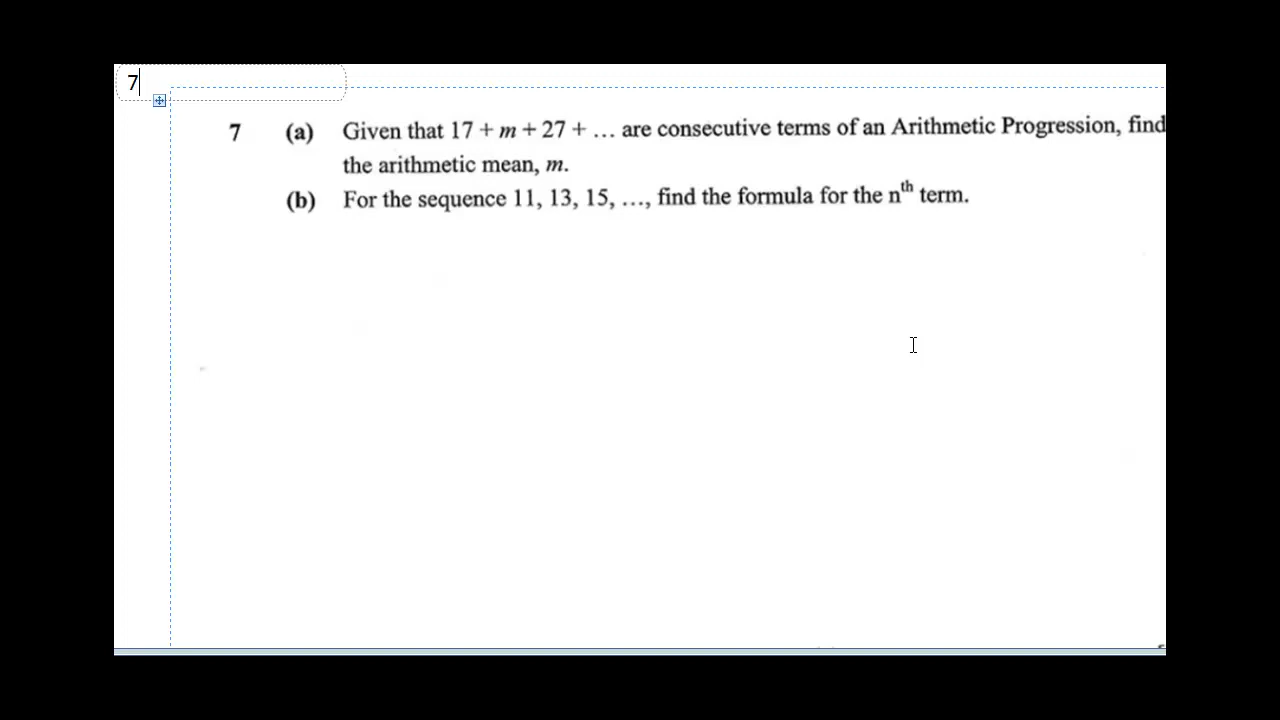 7
7 (a) Given that 17 + m + 27 + … are consecutive terms of an Arithmetic Progression, find
the arithmetic mean, m.
(b) For the sequence 11, 13, 15, …, find the formula for the nth term.